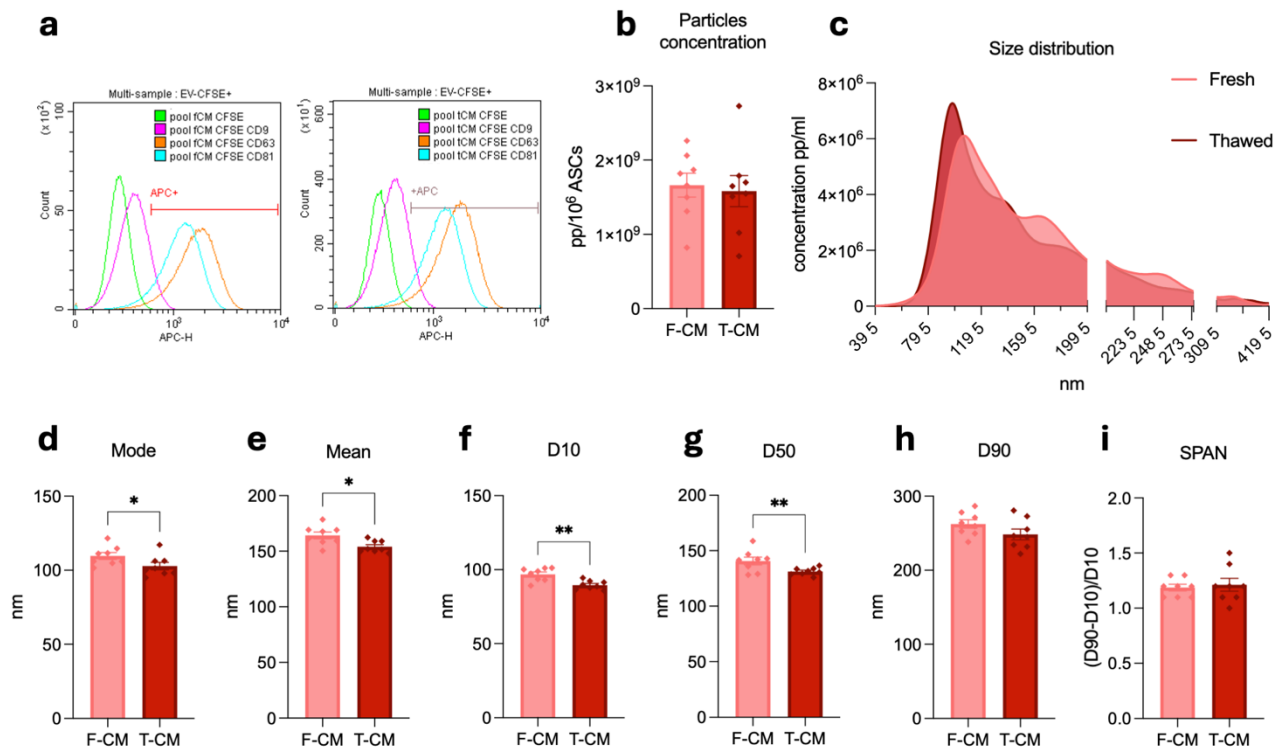 a
Multi-sample : EV-CFSE+
(x 10²)
100
50
0
Count
pool fCM CFSE
pool fCM CFSE CD9
pool fCM CFSE CD63
pool fCM CFSE CD81
APC+
0
10³
10⁴
APC-H
Multi-sample : EV-CFSE+
(x 10¹)
600
400
200
0
Count
pool tCM CFSE
pool tCM CFSE CD9
pool tCM CFSE CD63
pool tCM CFSE CD81
+APC
0
10³
10⁴
APC-H
b
Particles
concentration
pp/10⁶ ASCs
3×10⁹
2×10⁹
1×10⁹
0
F-CM
T-CM
c
Size distribution
concentration pp/ml
8×10⁶
6×10⁶
4×10⁶
2×10⁶
0
39 5
79 5
119 5
159 5
199 5
223 5
248 5
273 5
309 5
419 5
nm
Fresh
Thawed
d
Mode
nm
150
100
50
0
*
F-CM
T-CM
e
Mean
nm
200
150
100
50
0
*
F-CM
T-CM
f
D10
nm
150
100
50
0
**
F-CM
T-CM
g
D50
nm
200
150
100
50
0
**
F-CM
T-CM
h
D90
nm
300
200
100
0
F-CM
T-CM
i
SPAN
(D90-D10)/D10
2.0
1.5
1.0
0.5
0.0
F-CM
T-CM